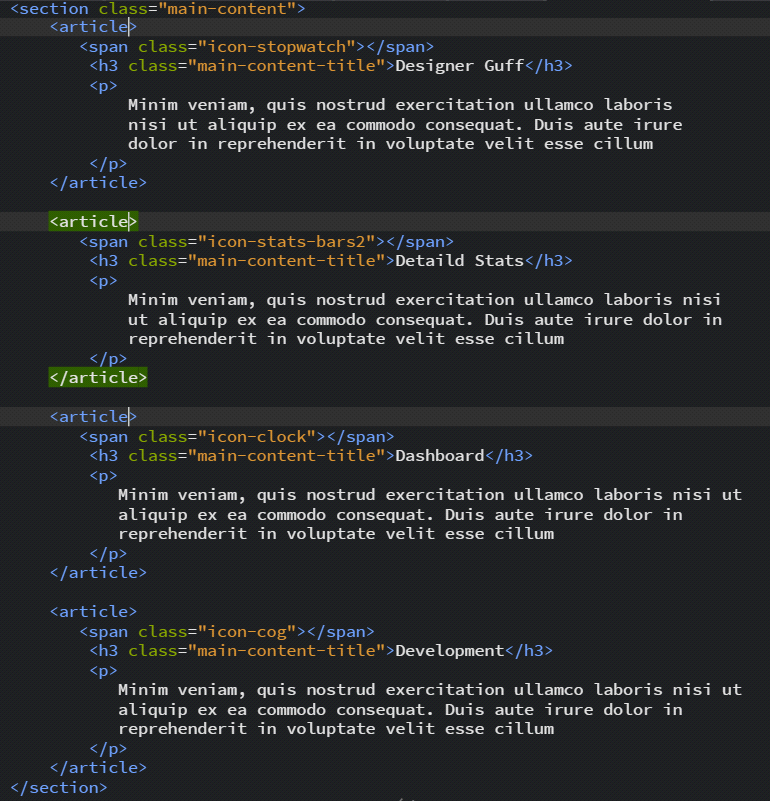 <section class="main-content">
<article>
<span class="icon-stopwatch"></span>
<h3 class="main-content-title">Designer Guff</h3>
<p>
Minim veniam, quis nostrud exercitation ullamco laboris
nisi ut aliquip ex ea commodo consequat. Duis aute irure
dolor in reprehenderit in voluptate velit esse cillum
</p>
</article>
<article>
<span class="icon-stats-bars2"></span>
<h3 class="main-content-title">Detaild Stats</h3>
<p>
Minim veniam, quis nostrud exercitation ullamco laboris nisi
ut aliquip ex ea commodo consequat. Duis aute irure dolor in
reprehenderit in voluptate velit esse cillum
</p>
</article>
<article>
<span class="icon-clock"></span>
<h3 class="main-content-title">Dashboard</h3>
<p>
Minim veniam, quis nostrud exercitation ullamco laboris nisi ut
aliquip ex ea commodo consequat. Duis aute irure dolor in
reprehenderit in voluptate velit esse cillum
</p>
</article>
<article>
<span class="icon-cog"></span>
<h3 class="main-content-title">Development</h3>
<p>
Minim veniam, quis nostrud exercitation ullamco laboris nisi ut
aliquip ex ea commodo consequat. Duis aute irure dolor in
reprehenderit in voluptate velit esse cillum
</p>
</article>
</section>